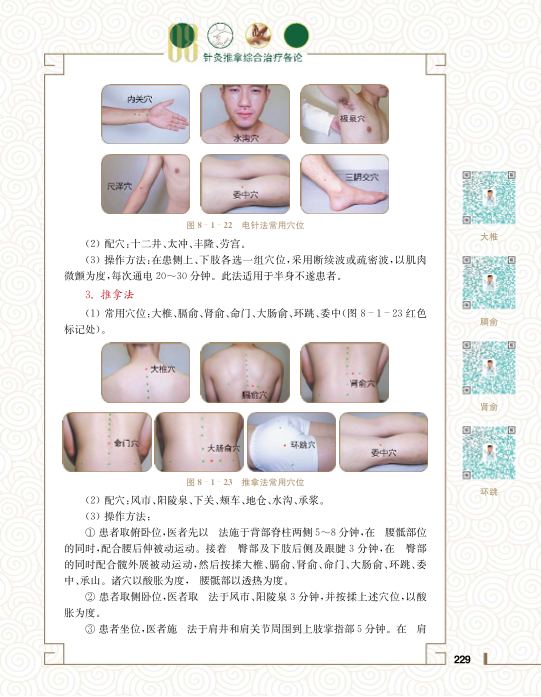 08
针灸推拿综合治疗各论
内关穴
水沟穴
极泉穴
尺泽穴
委中穴
三阴交穴
图 8-1-22 电针法常用穴位
(2) 配穴:十二井、太冲、丰隆、劳宫。
(3) 操作方法:在患侧上、下肢各选一组穴位,采用断续波或疏密波,以肌肉
微颤为度,每次通电 20～30 分钟。此法适用于半身不遂患者。
3. 推拿法
(1) 常用穴位:大椎、膈俞、肾俞、命门、大肠俞、环跳、委中(图 8-1-23 红色
标记处)。
大椎穴
膈俞穴
肾俞穴
命门穴
大肠俞穴
环跳穴
委中穴
图 8-1-23 推拿法常用穴位
(2) 配穴:风市、阳陵泉、下关、颊车、地仓、水沟、承浆。
(3) 操作方法:
① 患者取俯卧位,医者先以 法施于背部脊柱两侧 5～8 分钟,在 腰骶部位
的同时,配合腰后伸被动运动。接着 臀部及下肢后侧及跟腱 3 分钟,在 臀部
的同时配合髋外展被动运动,然后按揉大椎、膈俞、肾俞、命门、大肠俞、环跳、委
中、承山。诸穴以酸胀为度, 腰骶部以透热为度。
② 患者取侧卧位,医者取 法于风市、阳陵泉 3 分钟,并按揉上述穴位,以酸
胀为度。
③ 患者坐位,医者施 法于肩井和肩关节周围到上肢掌指部 5 分钟。在 肩
大椎
膈俞
肾俞
环跳
229